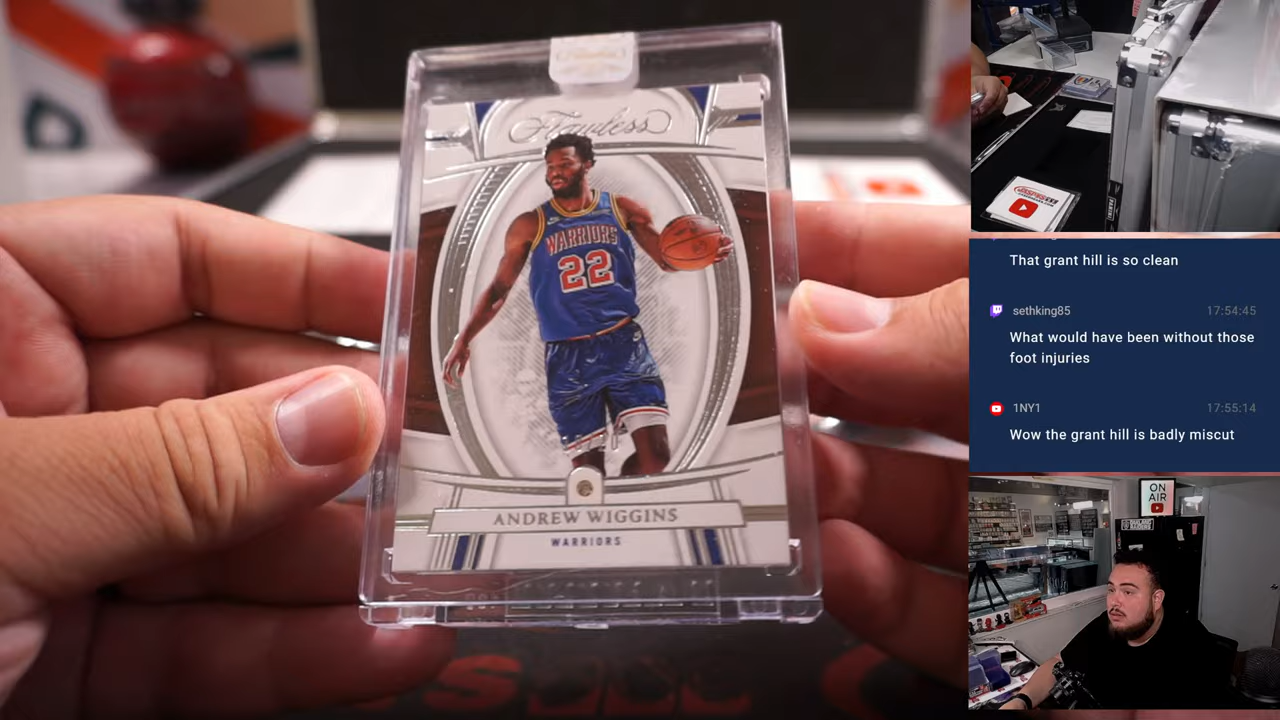 Flawless
WARRIORS
22
ANDREW WIGGINS
WARRIORS
That grant hill is so clean
sethking85
17:54:45
What would have been without those
foot injuries
1NY1
17:55:14
Wow the grant hill is badly miscut
ON
AIR